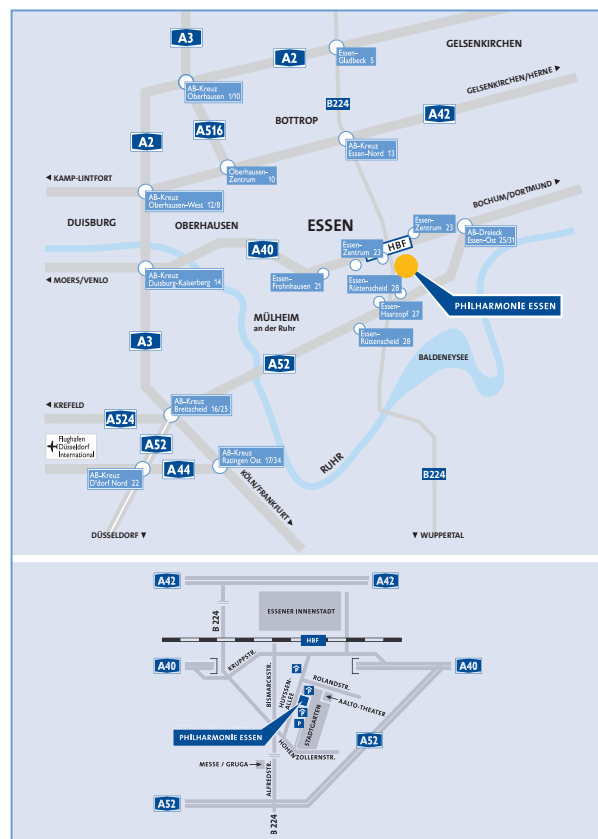 A3
GELSENKIRCHEN
A2
Essen–
Gladbeck 5
GELSENKIRCHEN/HERNE
AB–Kreuz
Oberhausen 1/10
B224
A42
BOTTROP
A516
A2
AB–Kreuz
Essen–Nord 13
Oberhausen–
Zentrum 10
KAMP-LINTFORT
BOCHUM/DORTMUND
AB–Kreuz
Oberhausen–West 12/8
DUISBURG
OBERHAUSEN
ESSEN
Essen–
Zentrum 23
AB–Dreieck
Essen–Ost 25/31
HBF
A40
Essen–
Zentrum 23
AB–Kreuz
Duisburg–Kaiserberg 14
Essen–
Frohnhausen 21
MOERS/VENLO
Essen–
Rüttenscheid 28
PHILHARMONIE ESSEN
Essen–
Haarzopf 27
MÜLHEIM
an der Ruhr
Essen–
Rüttenscheid 28
A3
BALDENEYSEE
A52
KREFELD
AB–Kreuz
Breitscheid 16/25
A524
Flughafen
Düsseldorf
International
A52
AB–Kreuz
Ratingen Ost 17/34
A44
RUHR
AB–Kreuz
D'dorf Nord 22
B224
KÖLN/FRANKFURT
DÜSSELDORF
WUPPERTAL
A42
A42
ESSENER INNENSTADT
B 224
HBF
A40
KRUPPSTR.
BISMARCKSTR.
HUYSSEN-
ALLEE
P
ROLANDSTR.
A40
P
AALTO-THEATER
P
P
STADTGARTEN
PHILHARMONIE ESSEN
A52
HOHENZOLLERNSTR.
MESSE / GRUGA
ALFREDSTR.
A52
B 224